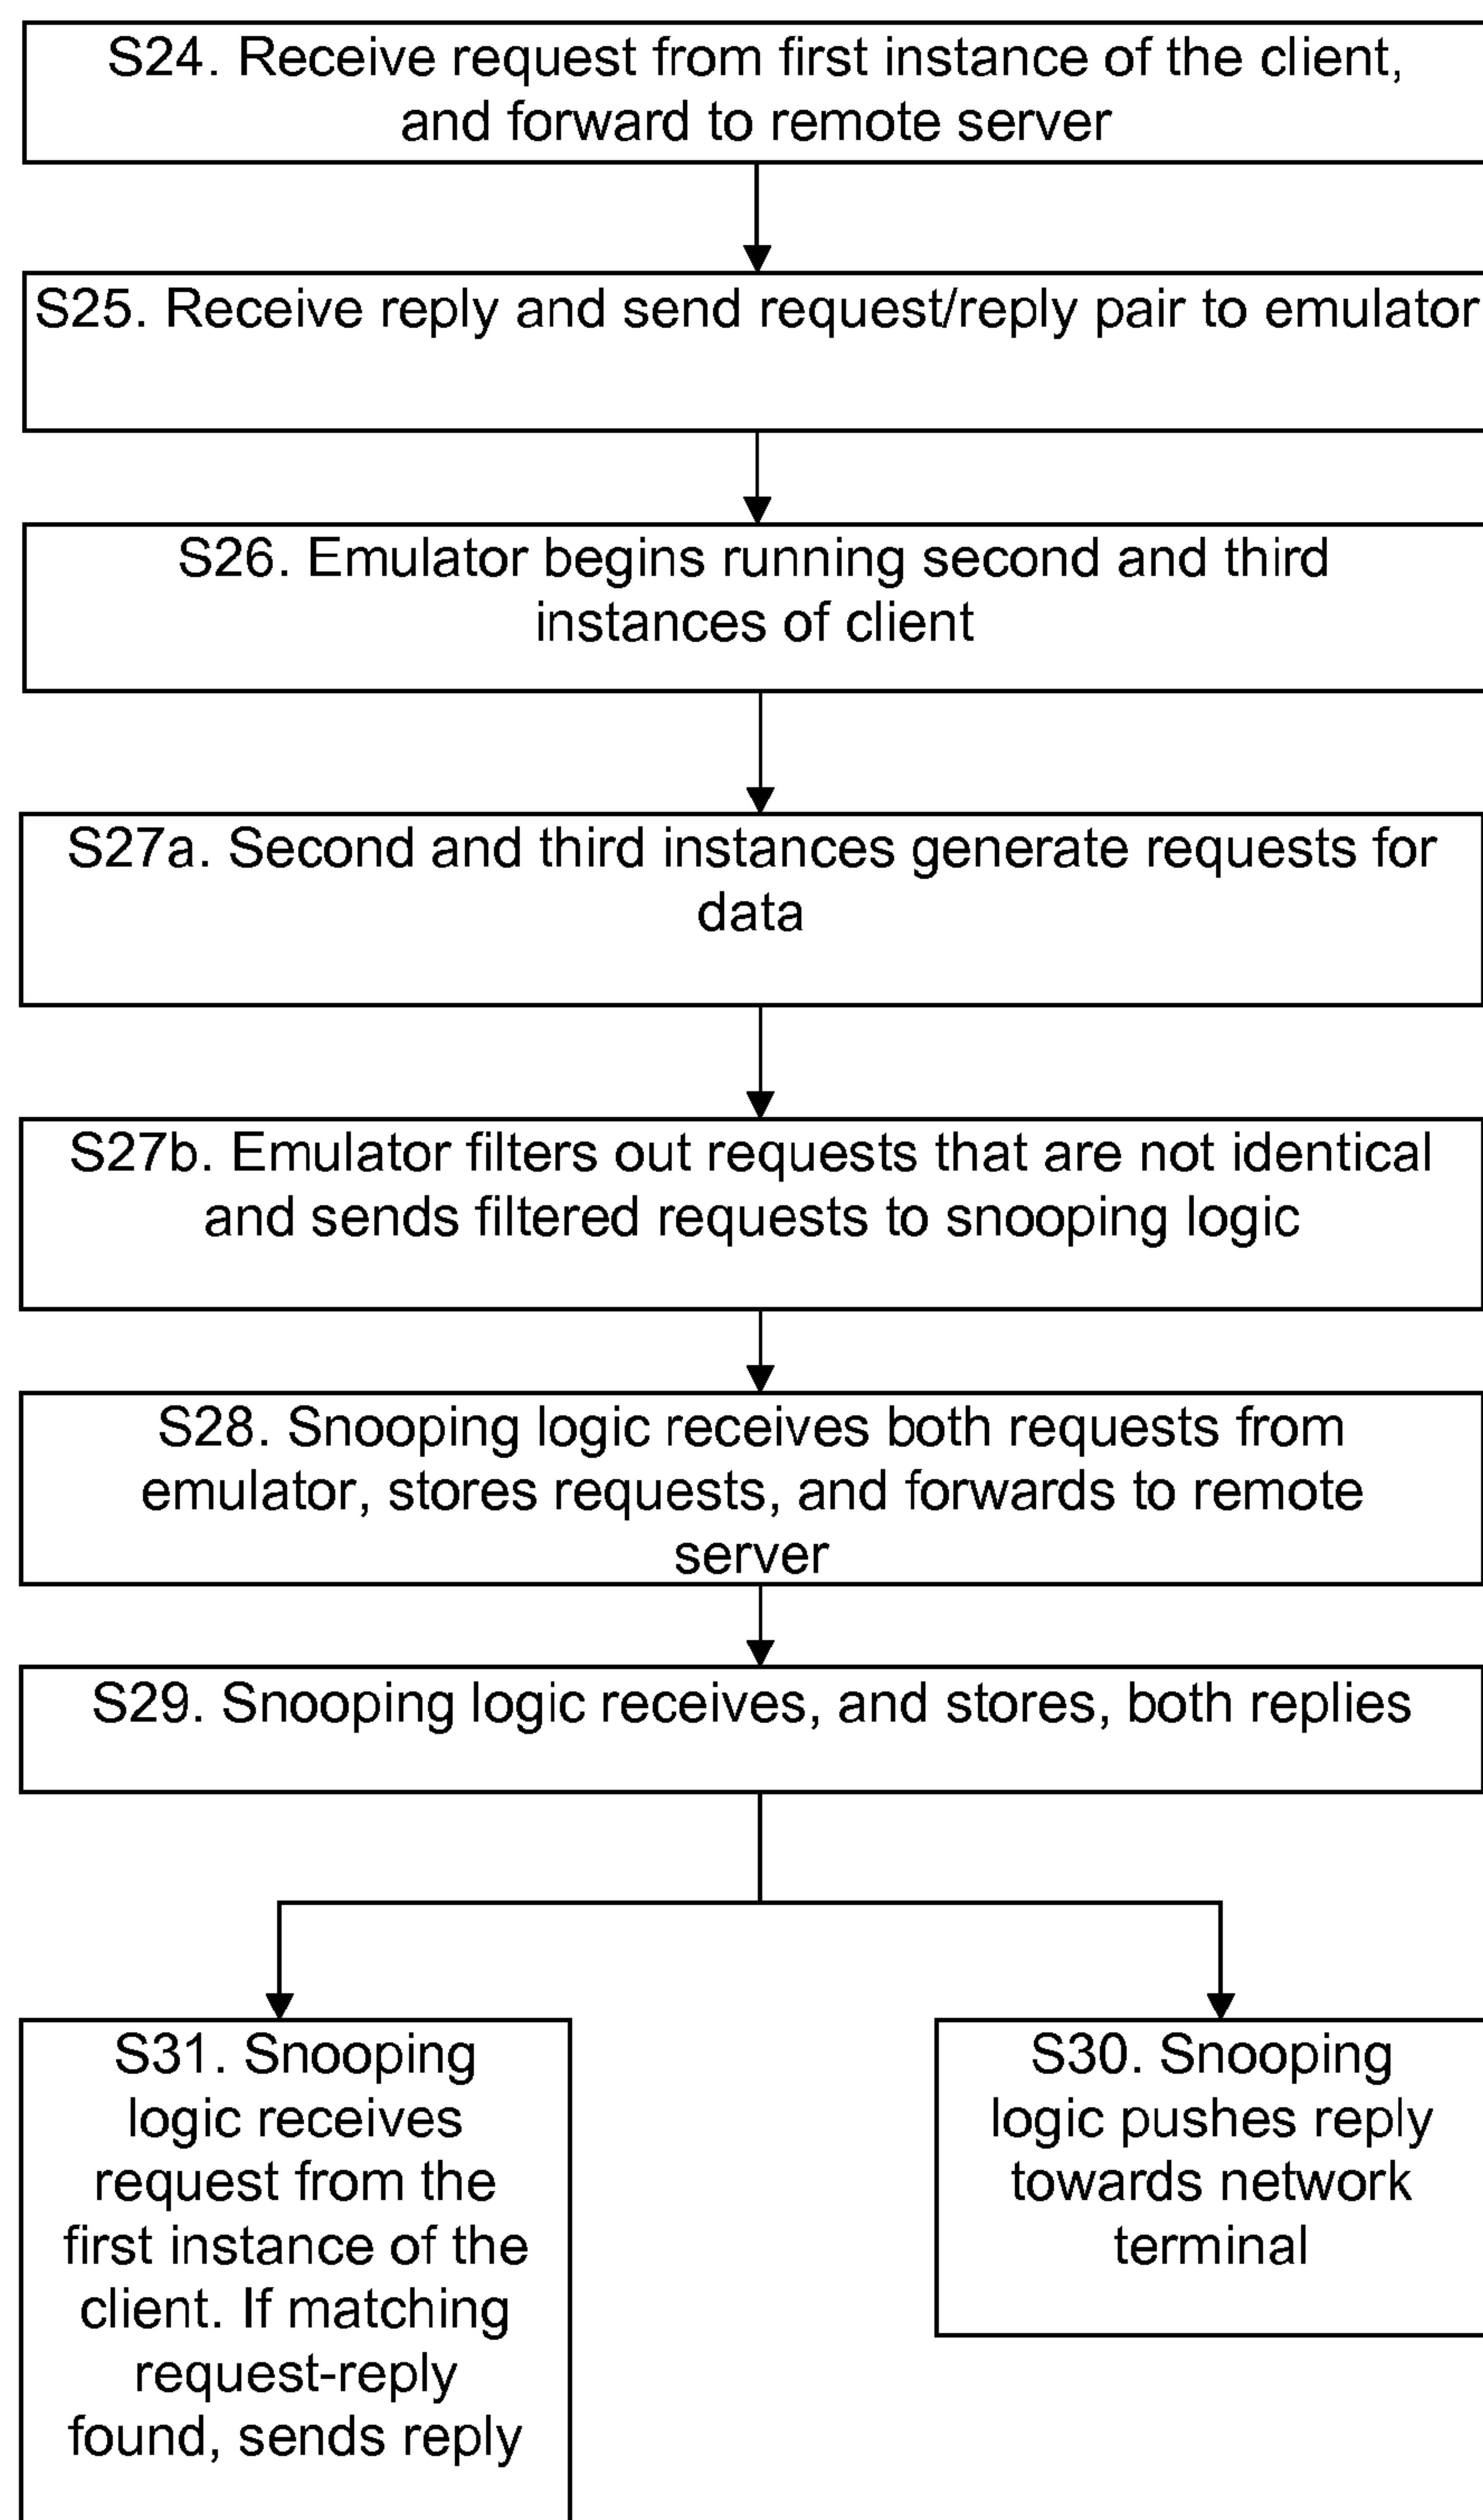 S24. Receive request from first instance of the client,
and forward to remote server
S25. Receive reply and send request/reply pair to emulator
S26. Emulator begins running second and third
instances of client
S27a. Second and third instances generate requests for
data
S27b. Emulator filters out requests that are not identical
and sends filtered requests to snooping logic
S28. Snooping logic receives both requests from
emulator, stores requests, and forwards to remote
server
S29. Snooping logic receives, and stores, both replies
S31. Snooping
logic receives
request from the
first instance of the
client. If matching
request-reply
found, sends reply
S30. Snooping
logic pushes reply
towards network
terminal